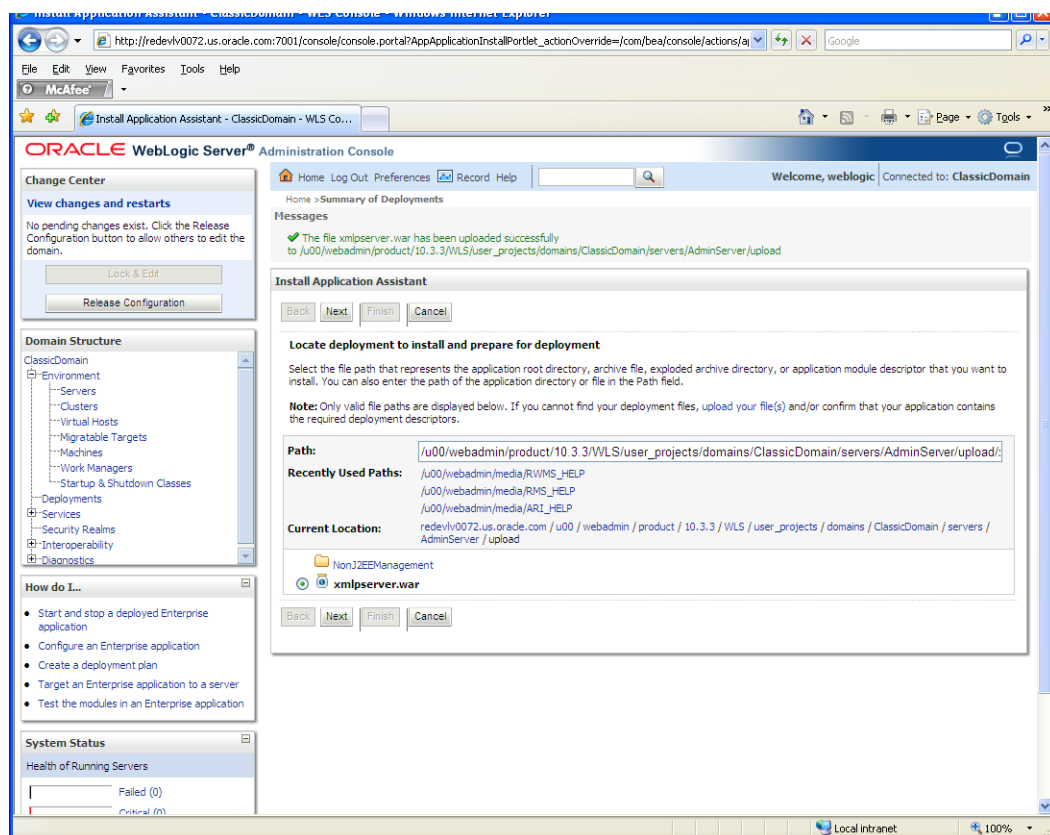 Install Application Assistant - ClassicDomain - WLS Console - Windows Internet Explorer
http://redevlv0072.us.oracle.com:7001/console/console.portal?AppApplicationInstallPortlet_actionOverride=/com/bea/console/actions/a
Google
File Edit View Favorites Tools Help
McAfee
Install Application Assistant - ClassicDomain - WLS Co...
Page Tools
ORACLE WebLogic Server® Administration Console
Change Center
View changes and restarts
No pending changes exist. Click the Release
Configuration button to allow others to edit the
domain.
Lock & Edit
Release Configuration
Domain Structure
ClassicDomain
Environment
Servers
Clusters
Virtual Hosts
Migratable Targets
Machines
Work Managers
Startup & Shutdown Classes
Deployments
Services
Security Realms
Interoperability
Diagnostics
How do I...
Start and stop a deployed Enterprise
application
Configure an Enterprise application
Create a deployment plan
Target an Enterprise application to a server
Test the modules in an Enterprise application
System Status
Health of Running Servers
Failed (0)
Critical (0)
Home Log Out Preferences Record Help
Welcome, weblogic Connected to: ClassicDomain
Home >Summary of Deployments
Messages
The file xmlpserver.war has been uploaded successfully
to /u00/webadmin/product/10.3.3/WLS/user_projects/domains/ClassicDomain/servers/AdminServer/upload
Install Application Assistant
Back Next Finish Cancel
Locate deployment to install and prepare for deployment
Select the file path that represents the application root directory, archive file, exploded archive directory, or application module descriptor that you want to
install. You can also enter the path of the application directory or file in the Path field.
Note: Only valid file paths are displayed below. If you cannot find your deployment files, upload your file(s) and/or confirm that your application contains
the required deployment descriptors.
Path: /u00/webadmin/product/10.3.3/WLS/user_projects/domains/ClassicDomain/servers/AdminServer/upload/
Recently Used Paths: /u00/webadmin/media/RWMS_HELP
/u00/webadmin/media/RMS_HELP
/u00/webadmin/media/ARI_HELP
Current Location: redevlv0072.us.oracle.com / u00 / webadmin / product / 10.3.3 / WLS / user_projects / domains / ClassicDomain / servers /
AdminServer / upload
NonJ2EEManagement
xmlpserver.war
Back Next Finish Cancel
Local intranet
100%